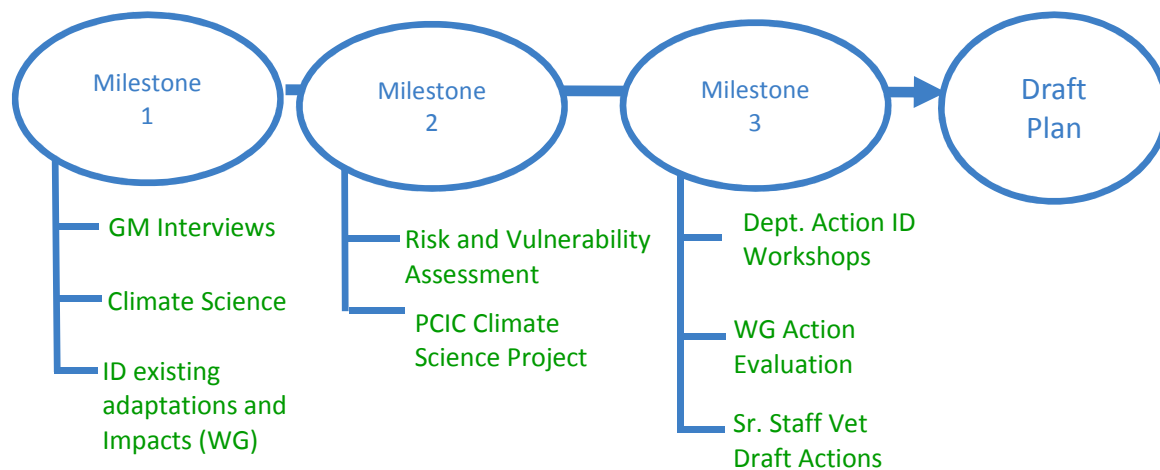 Milestone
1
Milestone
2
Milestone
3
Draft
Plan
GM Interviews
Climate Science
ID existing
adaptations and
Impacts (WG)
Risk and Vulnerability
Assessment
PCIC Climate
Science Project
Dept. Action ID
Workshops
WG Action
Evaluation
Sr. Staff Vet
Draft Actions